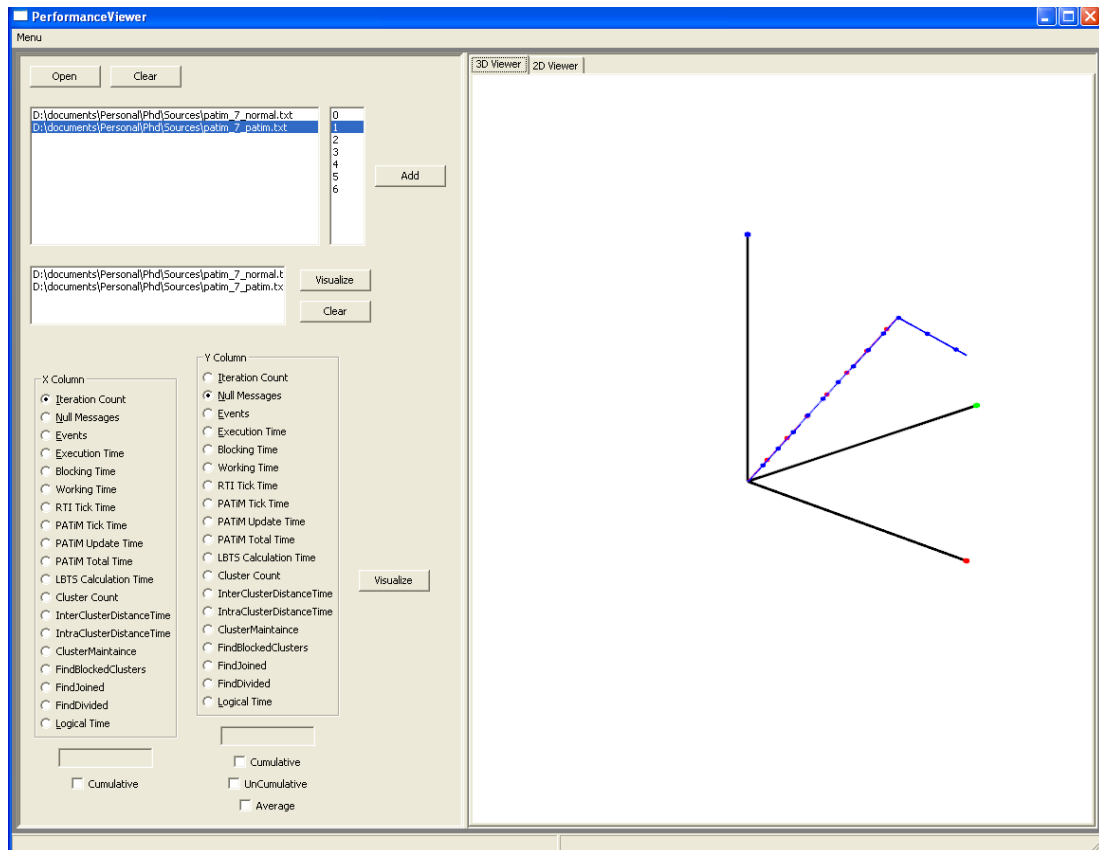 PerformanceViewer
Menu
Open Clear
D:\documents\Personal\Phd\Sources\patim_7_normal.txt
D:\documents\Personal\Phd\Sources\patim_7_patim.txt
0
1
2
3
4
5
6
Add
D:\documents\Personal\Phd\Sources\patim_7_normal.t
D:\documents\Personal\Phd\Sources\patim_7_patim.tx
Visualize
Clear
X Column
Iteration Count
Null Messages
Events
Execution Time
Blocking Time
Working Time
RTI Tick Time
PATiM Tick Time
PATiM Update Time
PATiM Total Time
LBTS Calculation Time
Cluster Count
InterClusterDistanceTime
IntraClusterDistanceTime
ClusterMaintaince
FindBlockedClusters
FindJoined
FindDivided
Logical Time
Cumulative
Y Column
Iteration Count
Null Messages
Events
Execution Time
Blocking Time
Working Time
RTI Tick Time
PATiM Tick Time
PATiM Update Time
PATiM Total Time
LBTS Calculation Time
Cluster Count
InterClusterDistanceTime
IntraClusterDistanceTime
ClusterMaintaince
FindBlockedClusters
FindJoined
FindDivided
Logical Time
Cumulative
UnCumulative
Average
Visualize
3D Viewer 2D Viewer